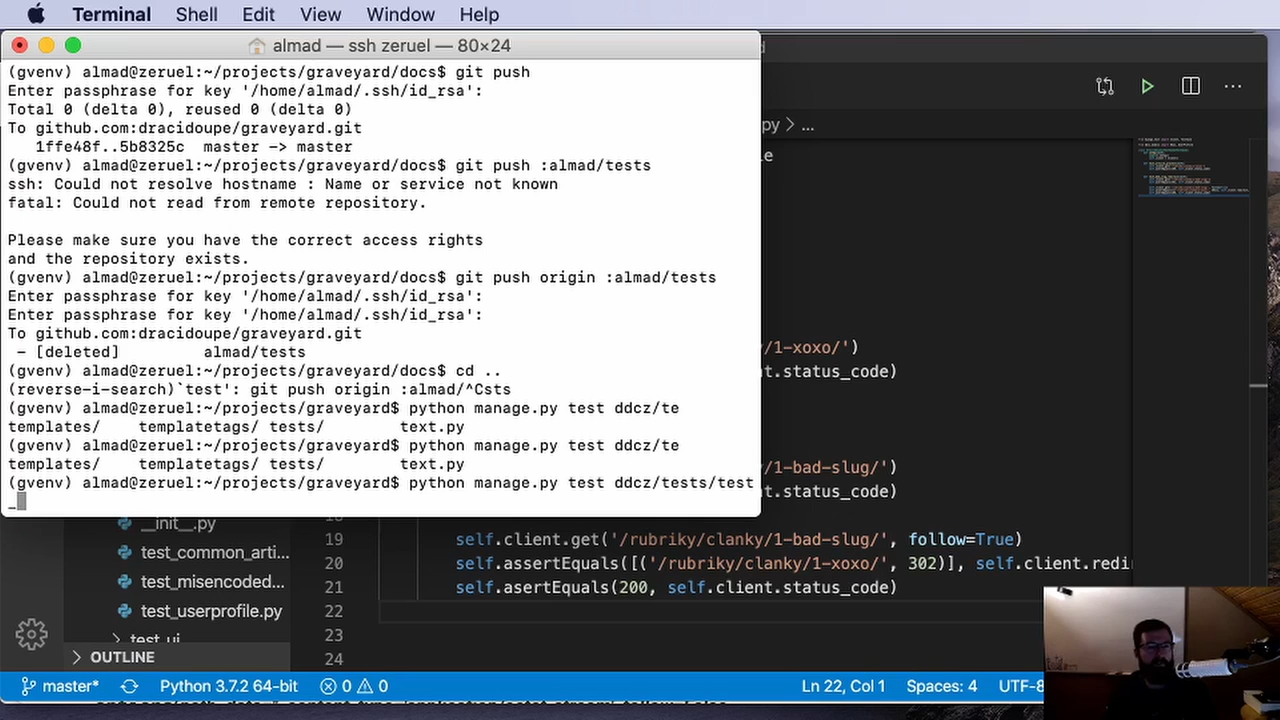 Terminal Shell Edit View Window Help
almad — ssh zeruel — 80×24
(gvenv) almad@zeruel:~/projects/graveyard/docs$ git push
Enter passphrase for key '/home/almad/.ssh/id_rsa':
Total 0 (delta 0), reused 0 (delta 0)
To github.com:dracidoupe/graveyard.git
   1ffe48f..5b8325c  master -> master
(gvenv) almad@zeruel:~/projects/graveyard/docs$ git push :almad/tests
ssh: Could not resolve hostname : Name or service not known
fatal: Could not read from remote repository.
Please make sure you have the correct access rights
and the repository exists.
(gvenv) almad@zeruel:~/projects/graveyard/docs$ git push origin :almad/tests
Enter passphrase for key '/home/almad/.ssh/id_rsa':
Enter passphrase for key '/home/almad/.ssh/id_rsa':
To github.com:dracidoupe/graveyard.git
 - [deleted]         almad/tests
(gvenv) almad@zeruel:~/projects/graveyard/docs$ cd ..
(reverse-i-search)`test': git push origin :almad/^Csts
(gvenv) almad@zeruel:~/projects/graveyard$ python manage.py test ddcz/te
templates/    templatetags/ tests/        text.py
(gvenv) almad@zeruel:~/projects/graveyard$ python manage.py test ddcz/te
templates/    templatetags/ tests/        text.py
(gvenv) almad@zeruel:~/projects/graveyard$ python manage.py test ddcz/tests/test
_
py > ...
/1-xoxo/')
t.status_code)
/1-bad-slug/')
t.status_code)
__init__.py
test_common_arti...
test_misencoded...
test_userprofile.py
test_ui
OUTLINE
19 self.client.get('/rubriky/clanky/1-bad-slug/', follow=True)
20 self.assertEquals([('/rubriky/clanky/1-xoxo/', 302)], self.client.redi
21 self.asertEquals(200, self.client.status_code)
22
23
24
master* Python 3.7.2 64-bit 0 0 Ln 22, Col 1 Spaces: 4 UTF-8